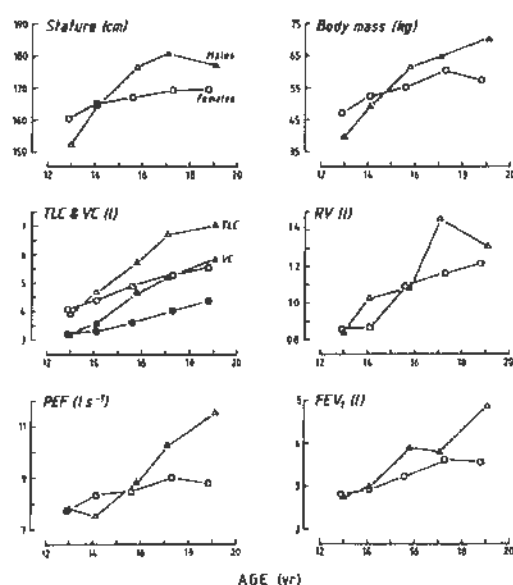 Stature (cm)
190
180
170
160
150
Males
Females
12 14 16 18 20
Body mass (kg)
75
65
55
45
35
12 14 16 18 20
TLC & VC (l)
7
6
5
4
3
TLC
VC
12 14 16 18 20
RV (l)
1.4
1.2
1.0
0.8
12 14 16 18 20
PEF (l s⁻¹)
11
9
7
12 14 16 18 20
FEV₁ (l)
5
4
3
12 14 16 18 20
AGE (yr)